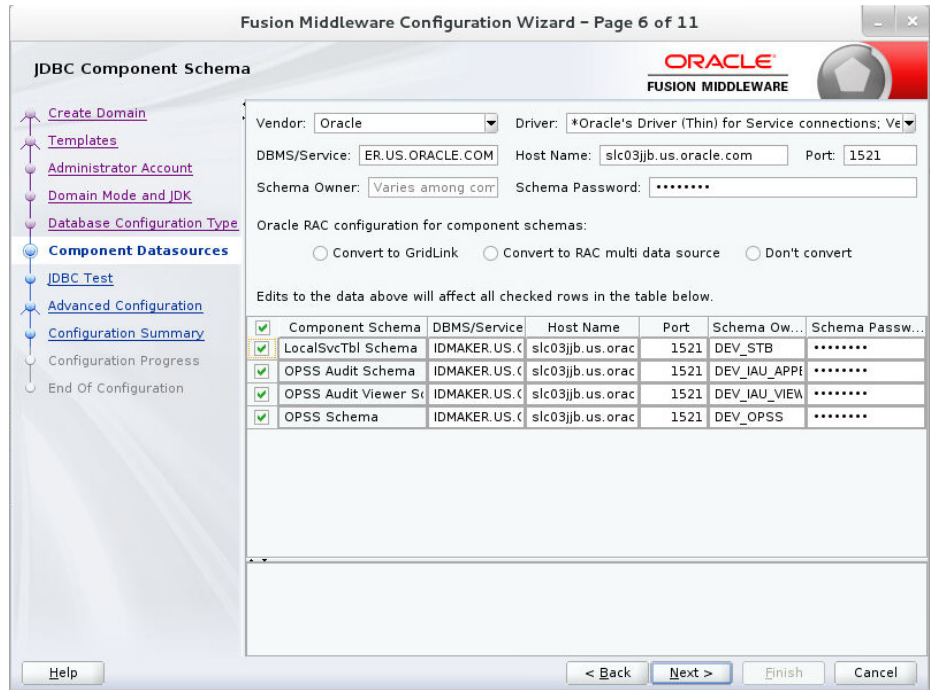 Fusion Middleware Configuration Wizard – Page 6 of 11
JDBC Component Schema
ORACLE
FUSION MIDDLEWARE
Create Domain
Templates
Administrator Account
Domain Mode and JDK
Database Configuration Type
Component Datasources
JDBC Test
Advanced Configuration
Configuration Summary
Configuration Progress
End Of Configuration
Vendor: Oracle Driver: *Oracle's Driver (Thin) for Service connections; Ve
DBMS/Service: ER.US.ORACLE.COM Host Name: slc03jjb.us.oracle.com Port: 1521
Schema Owner: Varies among com Schema Password: ••••••••
Oracle RAC configuration for component schemas:
Convert to GridLink Convert to RAC multi data source Don't convert
Edits to the data above will affect all checked rows in the table below.
Component Schema DBMS/Service Host Name Port Schema Ow... Schema Passw...
LocalSvcTbl Schema IDMAKER.US.( slc03jjb.us.orac 1521 DEV_STB ••••••••
OPSS Audit Schema IDMAKER.US.( slc03jjb.us.orac 1521 DEV_IAU_APPE ••••••••
OPSS Audit Viewer Sc IDMAKER.US.( slc03jjb.us.orac 1521 DEV_IAU_VIEW ••••••••
OPSS Schema IDMAKER.US.( slc03jjb.us.orac 1521 DEV_OPSS ••••••••
Help < Back Next > Finish Cancel